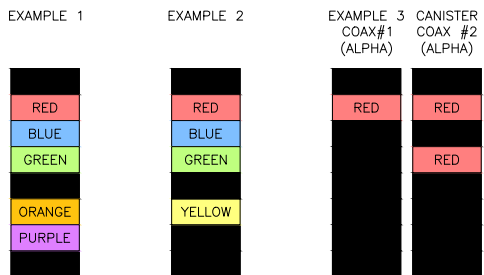 EXAMPLE 1
RED
BLUE
GREEN
ORANGE
PURPLE
EXAMPLE 2
RED
BLUE
GREEN
YELLOW
EXAMPLE 3 CANISTER
COAX#1 COAX #2
(ALPHA) (ALPHA)
RED RED
RED